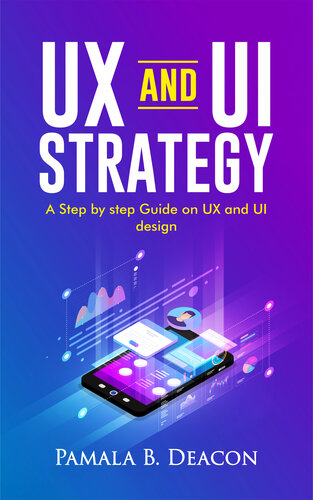 UX AND UI
STRATEGY
A Step by step Guide on UX and UI
design
PAMALA B. DEACON